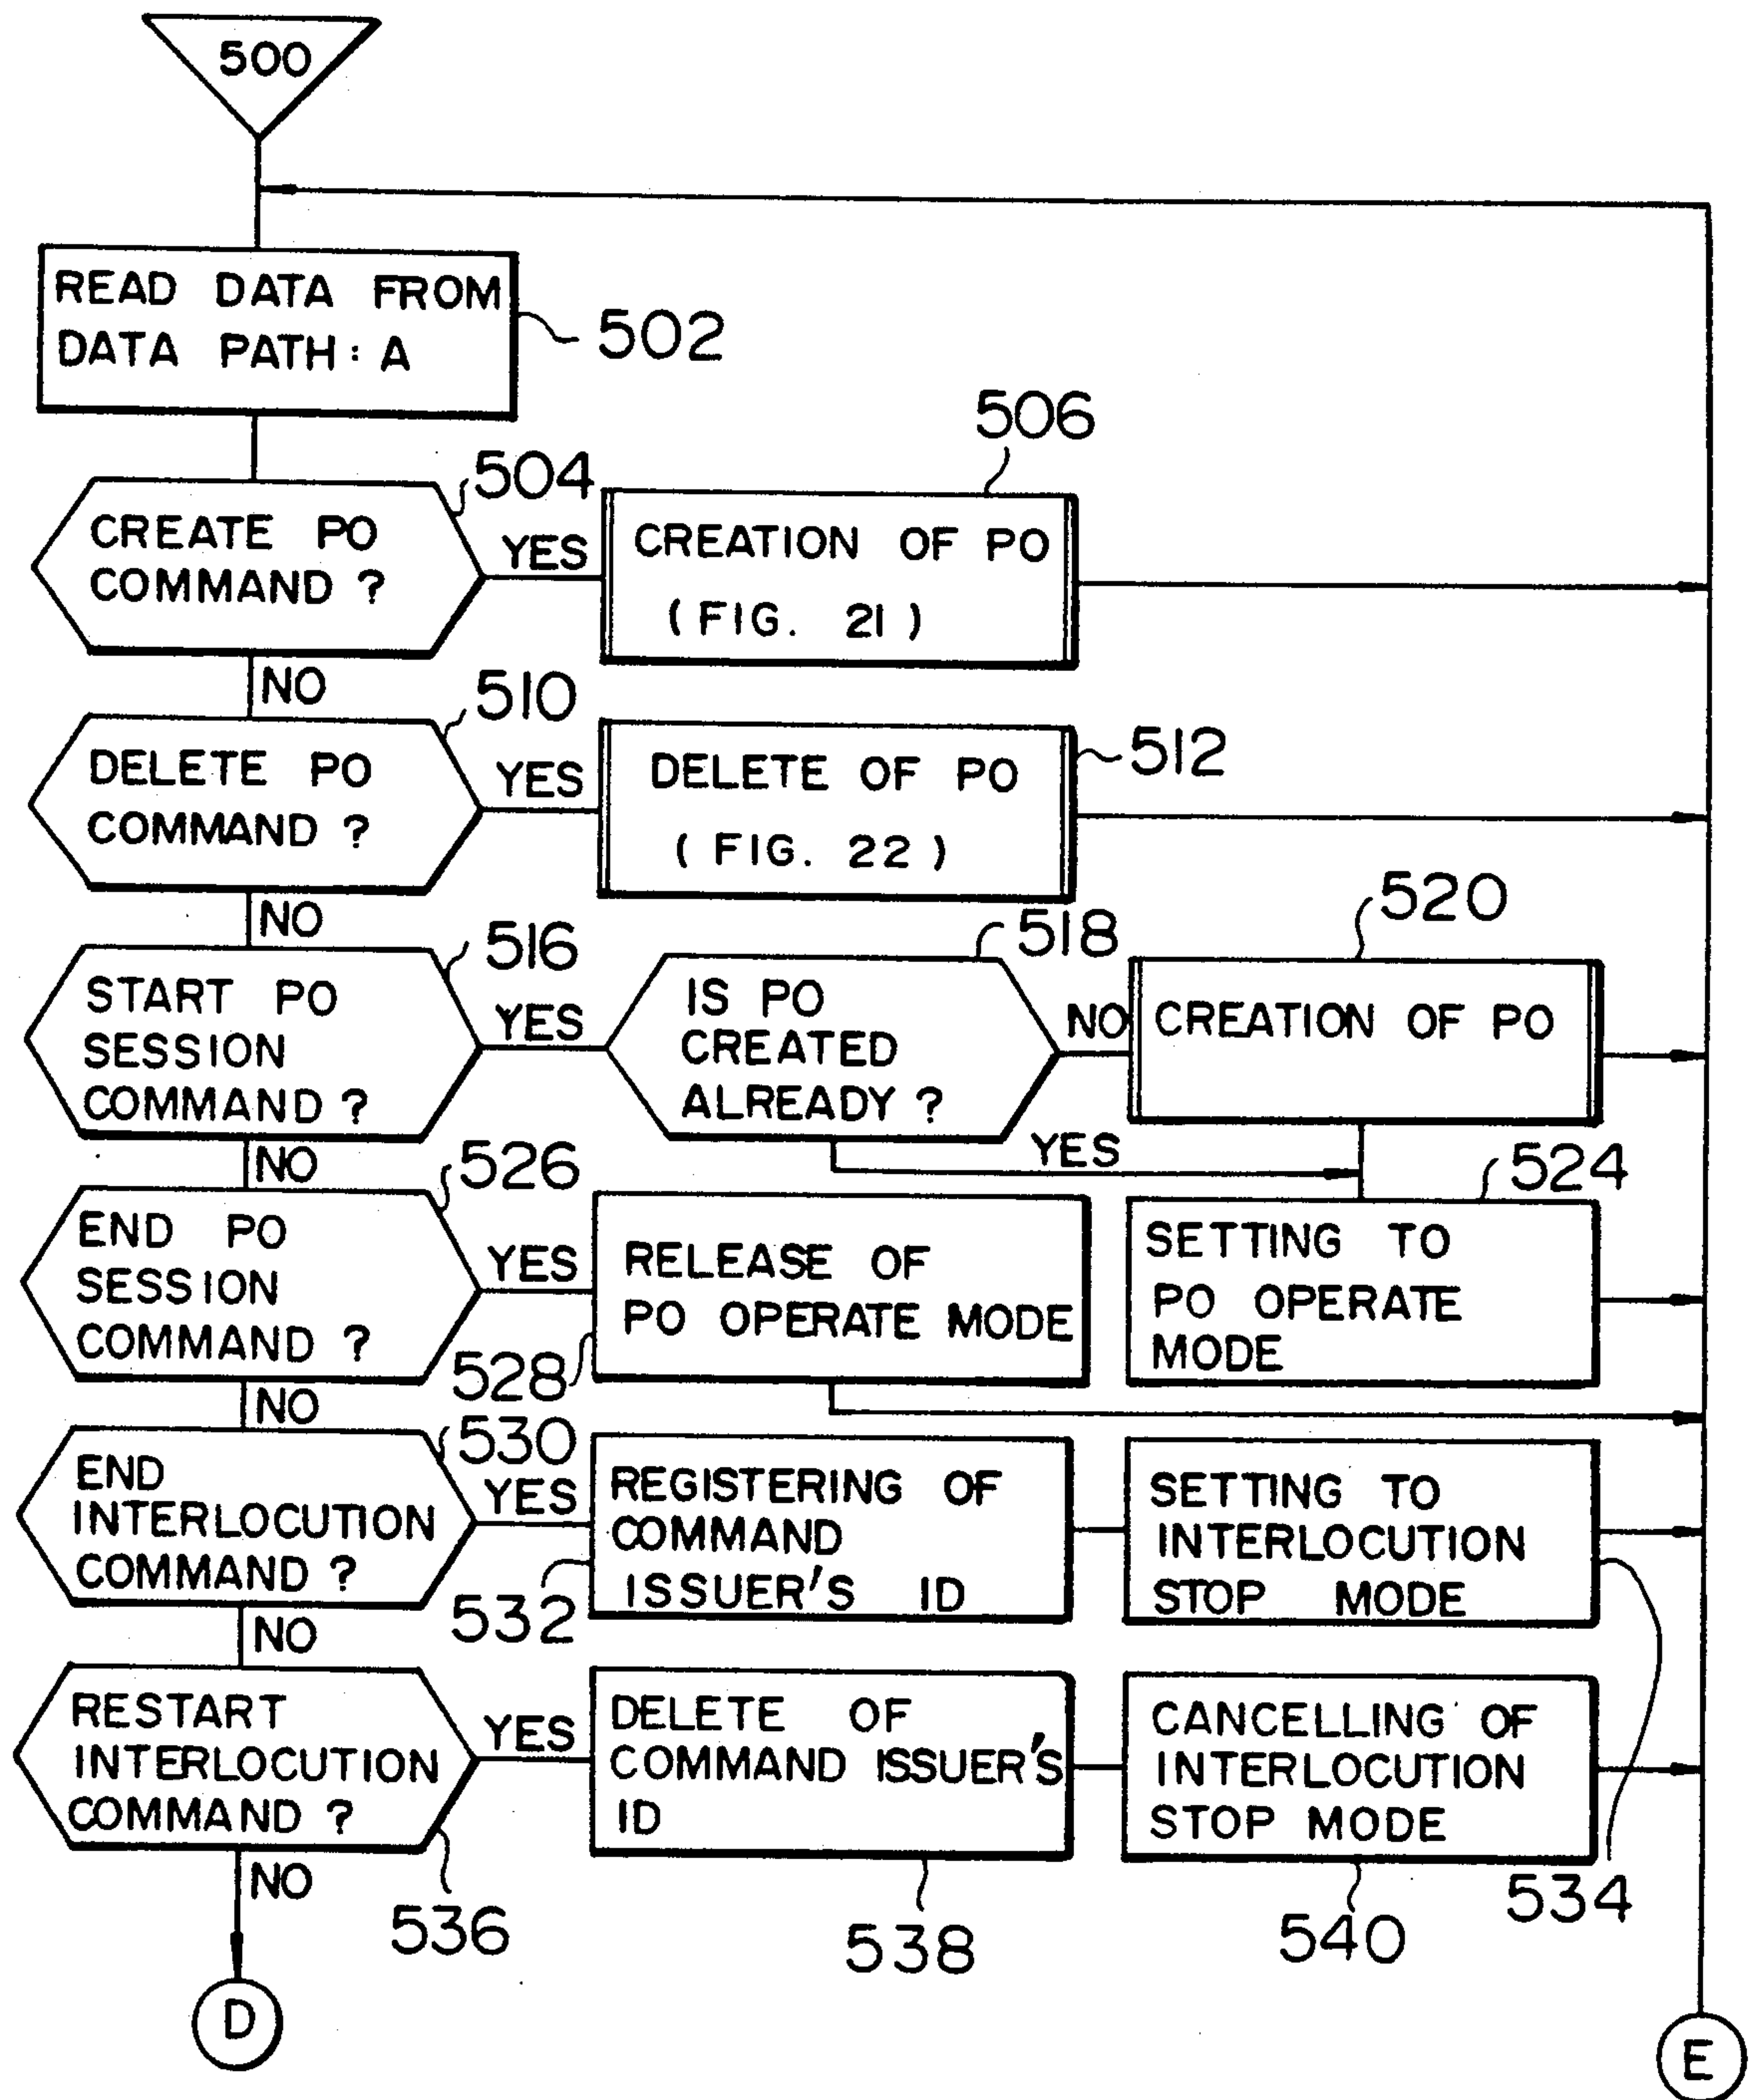 500
READ DATA FROM
DATA PATH : A
502
504
CREATE PO
COMMAND ?
YES
506
CREATION OF PO
( FIG. 21 )
NO
510
DELETE PO
COMMAND ?
YES
512
DELETE OF PO
( FIG. 22 )
NO
516
START PO
SESSION
COMMAND ?
YES
518
IS PO
CREATED
ALREADY ?
NO
520
CREATION OF PO
YES
NO
526
END PO
SESSION
COMMAND ?
YES
528
RELEASE OF
PO OPERATE MODE
524
SETTING TO
PO OPERATE
MODE
NO
530
END
INTERLOCUTION
COMMAND ?
YES
532
REGISTERING OF
COMMAND
ISSUER'S ID
SETTING TO
INTERLOCUTION
STOP MODE
534
NO
RESTART
INTERLOCUTION
COMMAND ?
YES
536
DELETE OF
COMMAND ISSUER'S
ID
538
CANCELLING OF
INTERLOCUTION
STOP MODE
540
NO
D
E